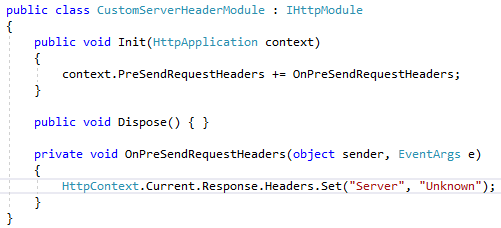 public class CustomServerHeaderModule : IHttpModule
{
public void Init(HttpApplication context)
{
context.PreSendRequestHeaders += OnPreSendRequestHeaders;
}
public void Dispose() { }
private void OnPreSendRequestHeaders(object sender, EventArgs e)
{
HttpContext.Current.Response.Headers.Set("Server", "Unknown");
}
}